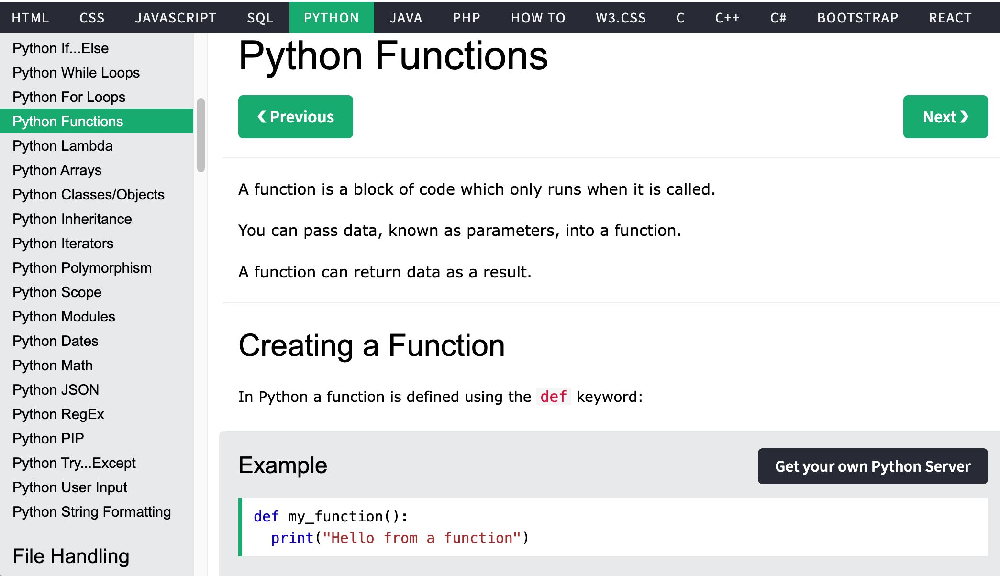 HTML CSS JAVASCRIPT SQL PYTHON JAVA PHP HOW TO W3.CSS C C++ C# BOOTSTRAP REACT
Python If...Else
Python While Loops
Python For Loops
Python Functions
Python Lambda
Python Arrays
Python Classes/Objects
Python Inheritance
Python Iterators
Python Polymorphism
Python Scope
Python Modules
Python Dates
Python Math
Python JSON
Python RegEx
Python PIP
Python Try...Except
Python User Input
Python String Formatting
File Handling
Python Functions
❮ Previous
Next ❯
A function is a block of code which only runs when it is called.
You can pass data, known as parameters, into a function.
A function can return data as a result.
Creating a Function
In Python a function is defined using the def keyword:
Example
Get your own Python Server
def my_function():
  print("Hello from a function")